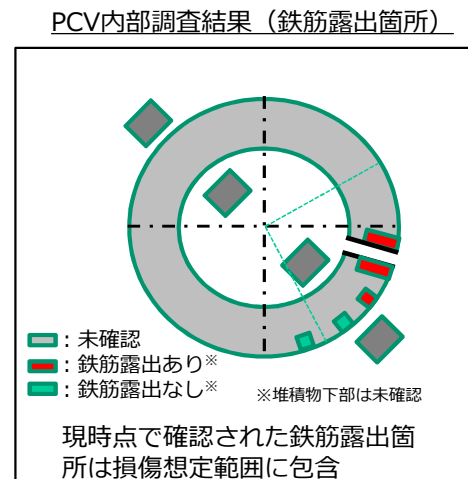 PCV内部調査結果（鉄筋露出箇所）
：未確認
：鉄筋露出あり※
：鉄筋露出なし※
※堆積物下部は未確認
現時点で確認された鉄筋露出箇
所は損傷想定範囲に包含